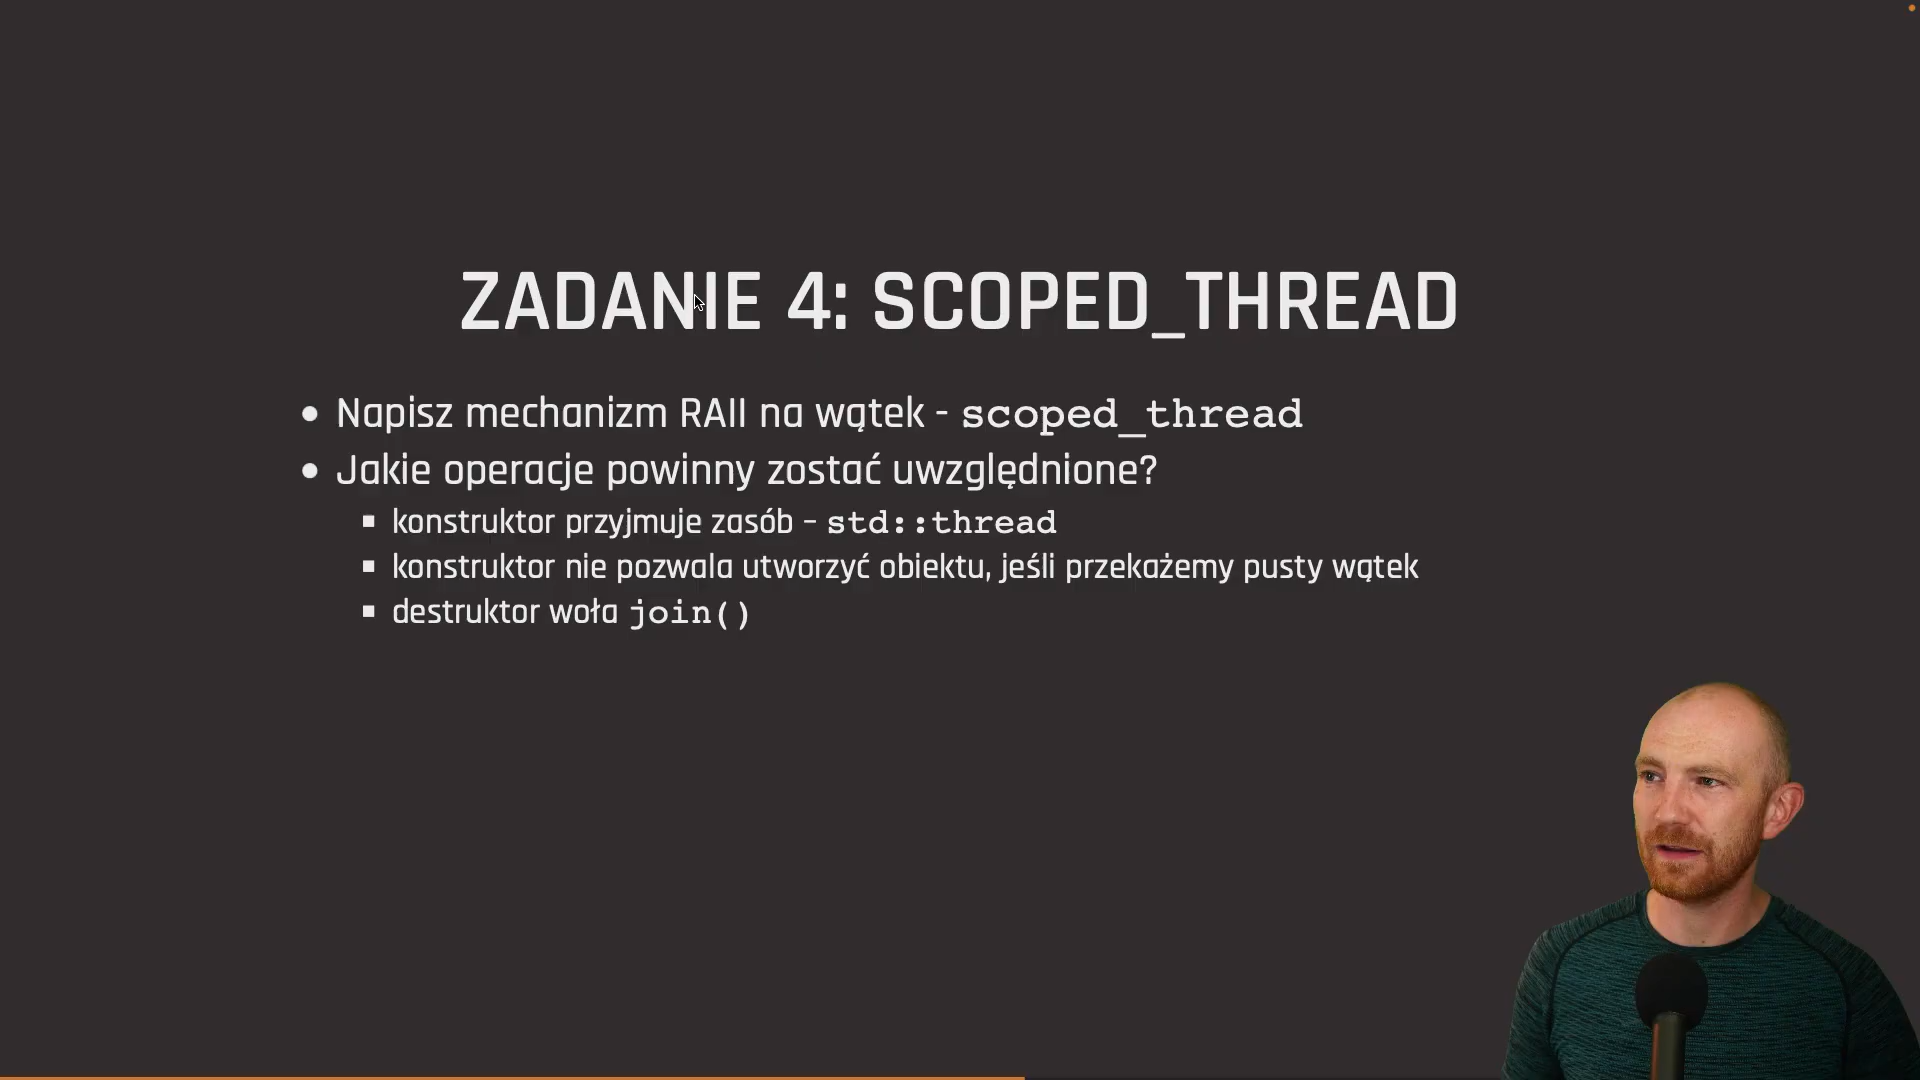 ZADANIE 4: SCOPED_THREAD
Napisz mechanizm RAII na wątek - scoped_thread
Jakie operacje powinny zostać uwzględnione?
konstruktor przyjmuje zasób – std::thread
konstruktor nie pozwala utworzyć obiektu, jeśli przekażemy pusty wątek
destruktor woła join()